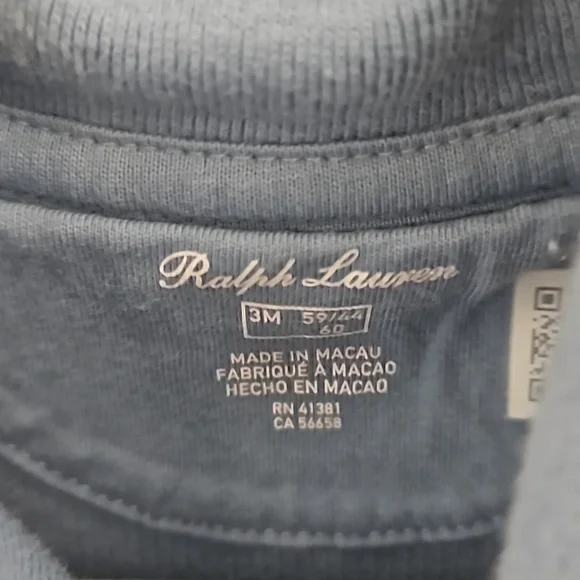 Ralph Lauren
3M 59/44
60
MADE IN MACAU
FABRIQUÉ À MACAO
HECHO EN MACAO
RN 41381
CA 56658